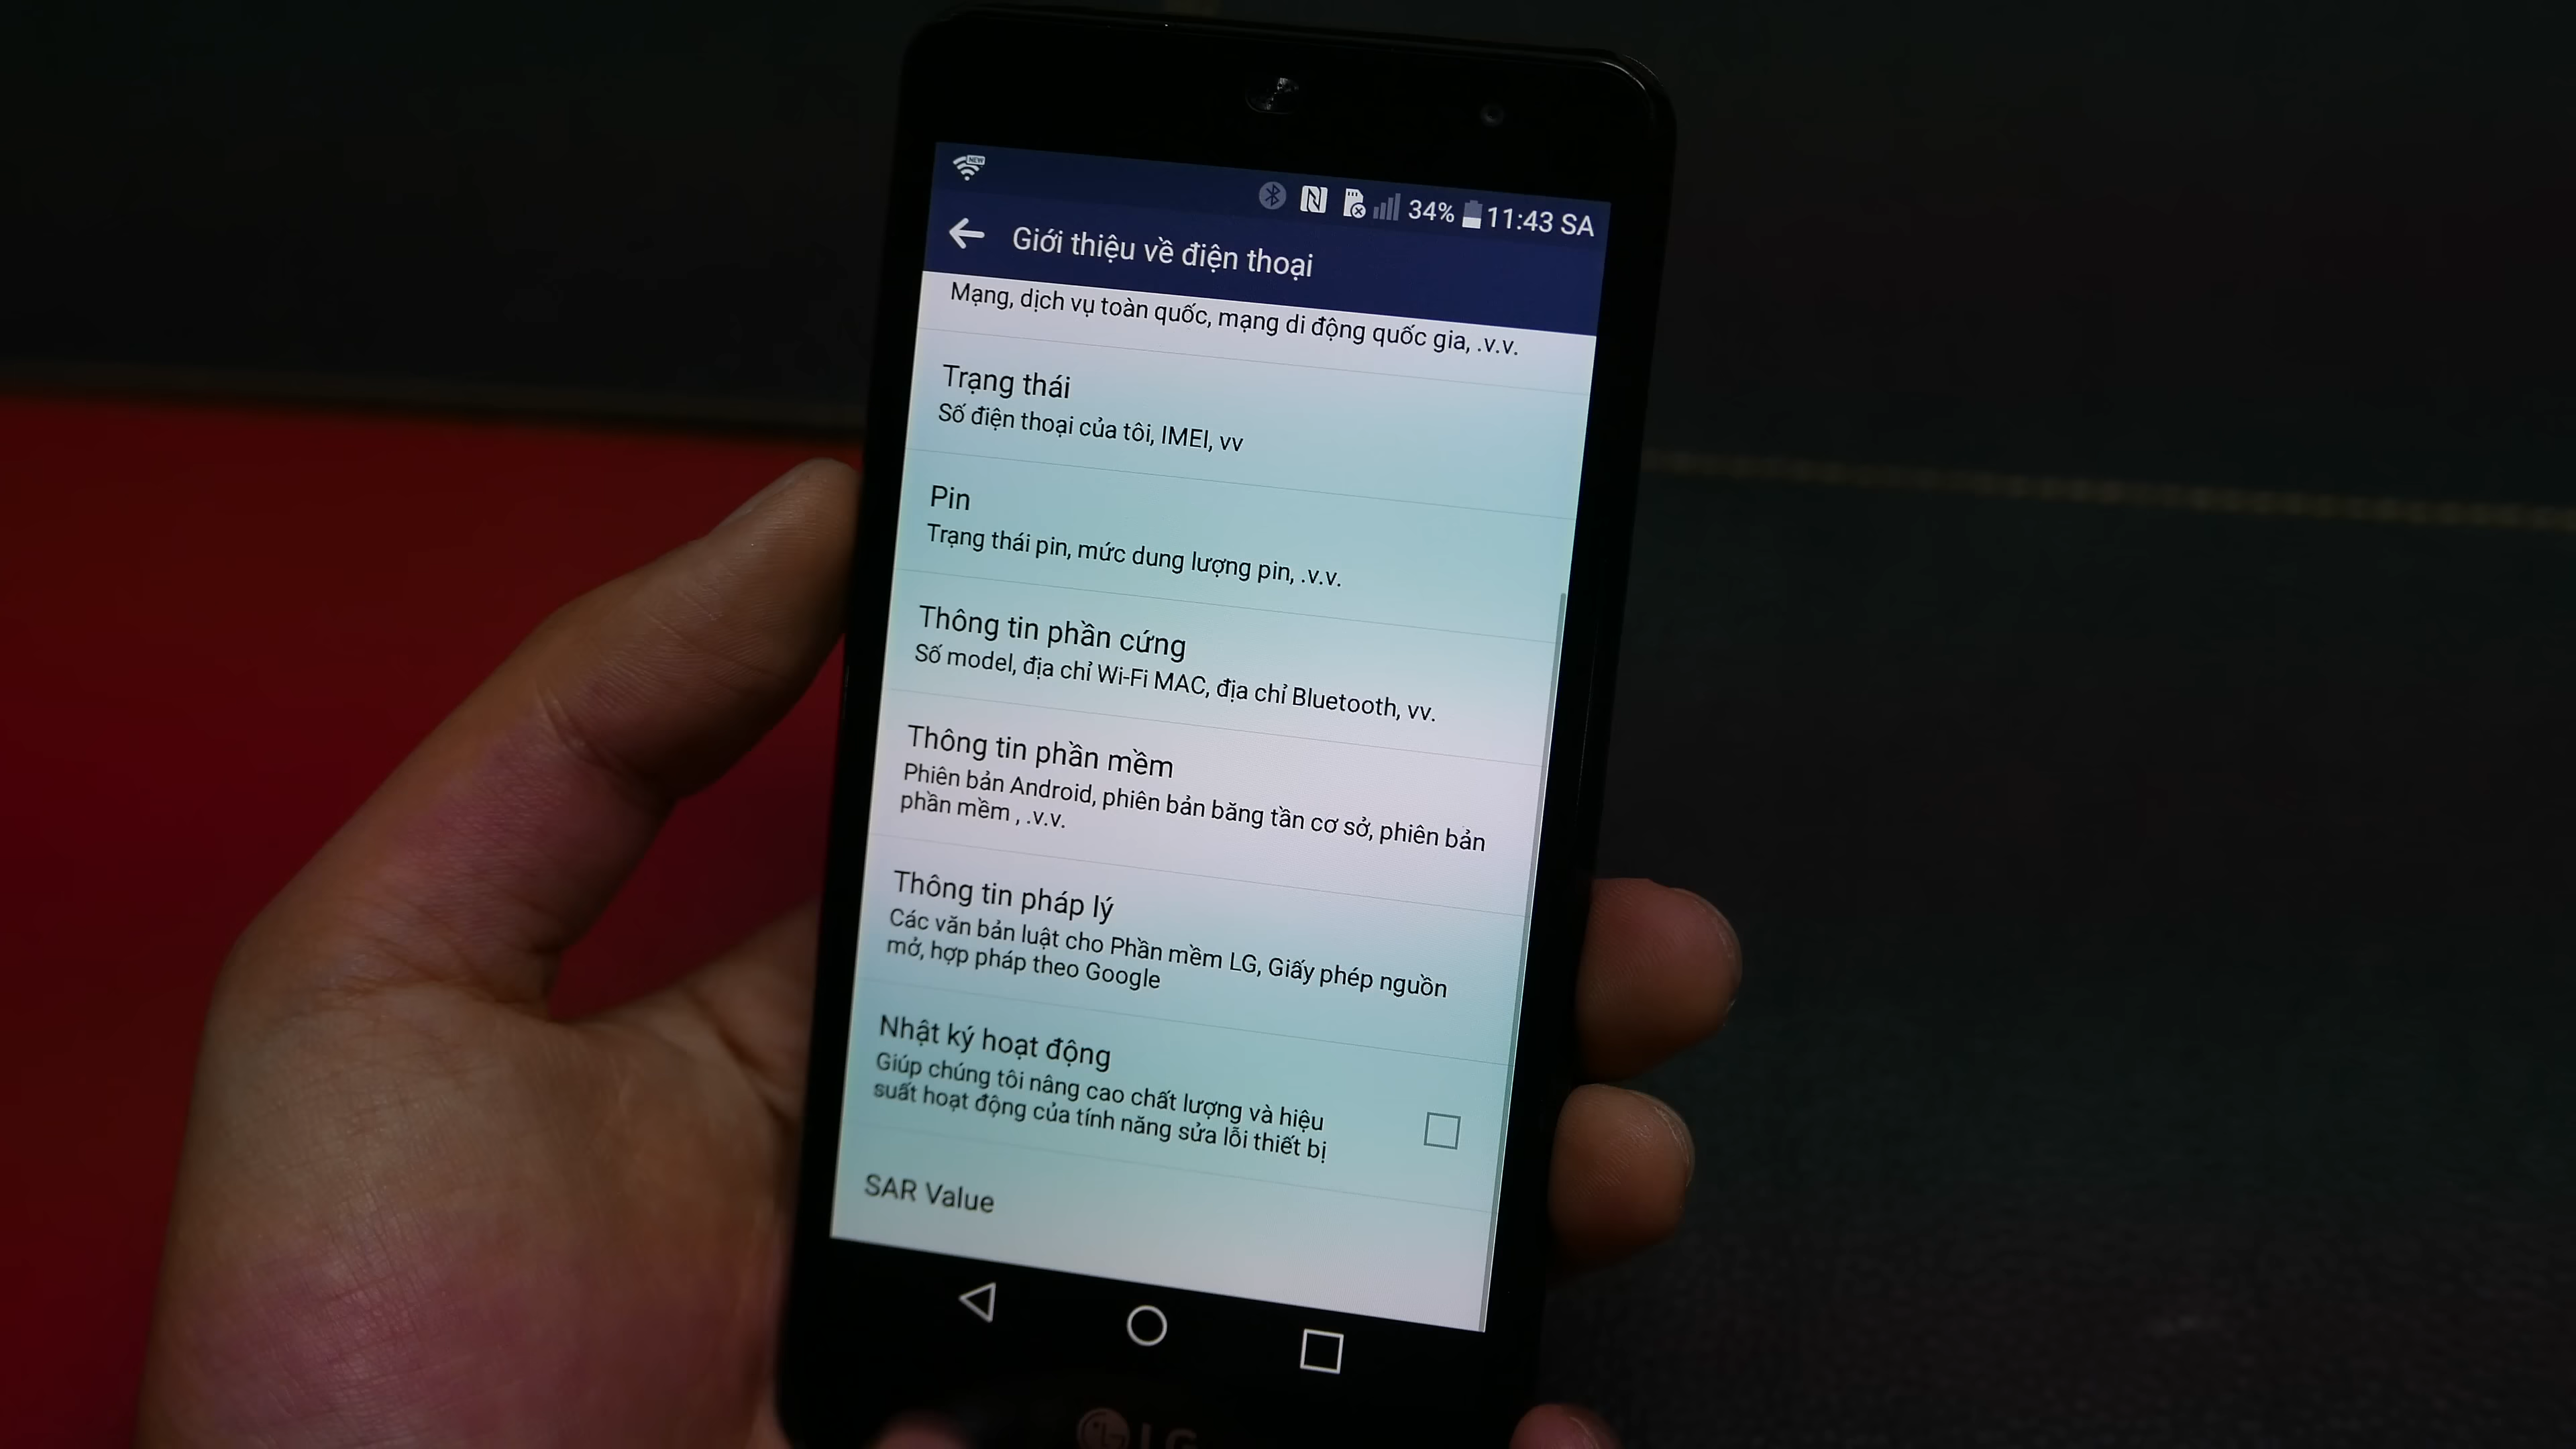 NEW
34% 11:43 SA
Giới thiệu về điện thoại
Mạng, dịch vụ toàn quốc, mạng di động quốc gia, .v.v.
Trạng thái
Số điện thoại của tôi, IMEI, vv
Pin
Trạng thái pin, mức dung lượng pin, .v.v.
Thông tin phần cứng
Số model, địa chỉ Wi-Fi MAC, địa chỉ Bluetooth, vv.
Thông tin phần mềm
Phiên bản Android, phiên bản băng tần cơ sở, phiên bản
phần mềm , .v.v.
Thông tin pháp lý
Các văn bản luật cho Phần mềm LG, Giấy phép nguồn
mở, hợp pháp theo Google
Nhật ký hoạt động
Giúp chúng tôi nâng cao chất lượng và hiệu
suất hoạt động của tính năng sửa lỗi thiết bị
SAR Value
LG